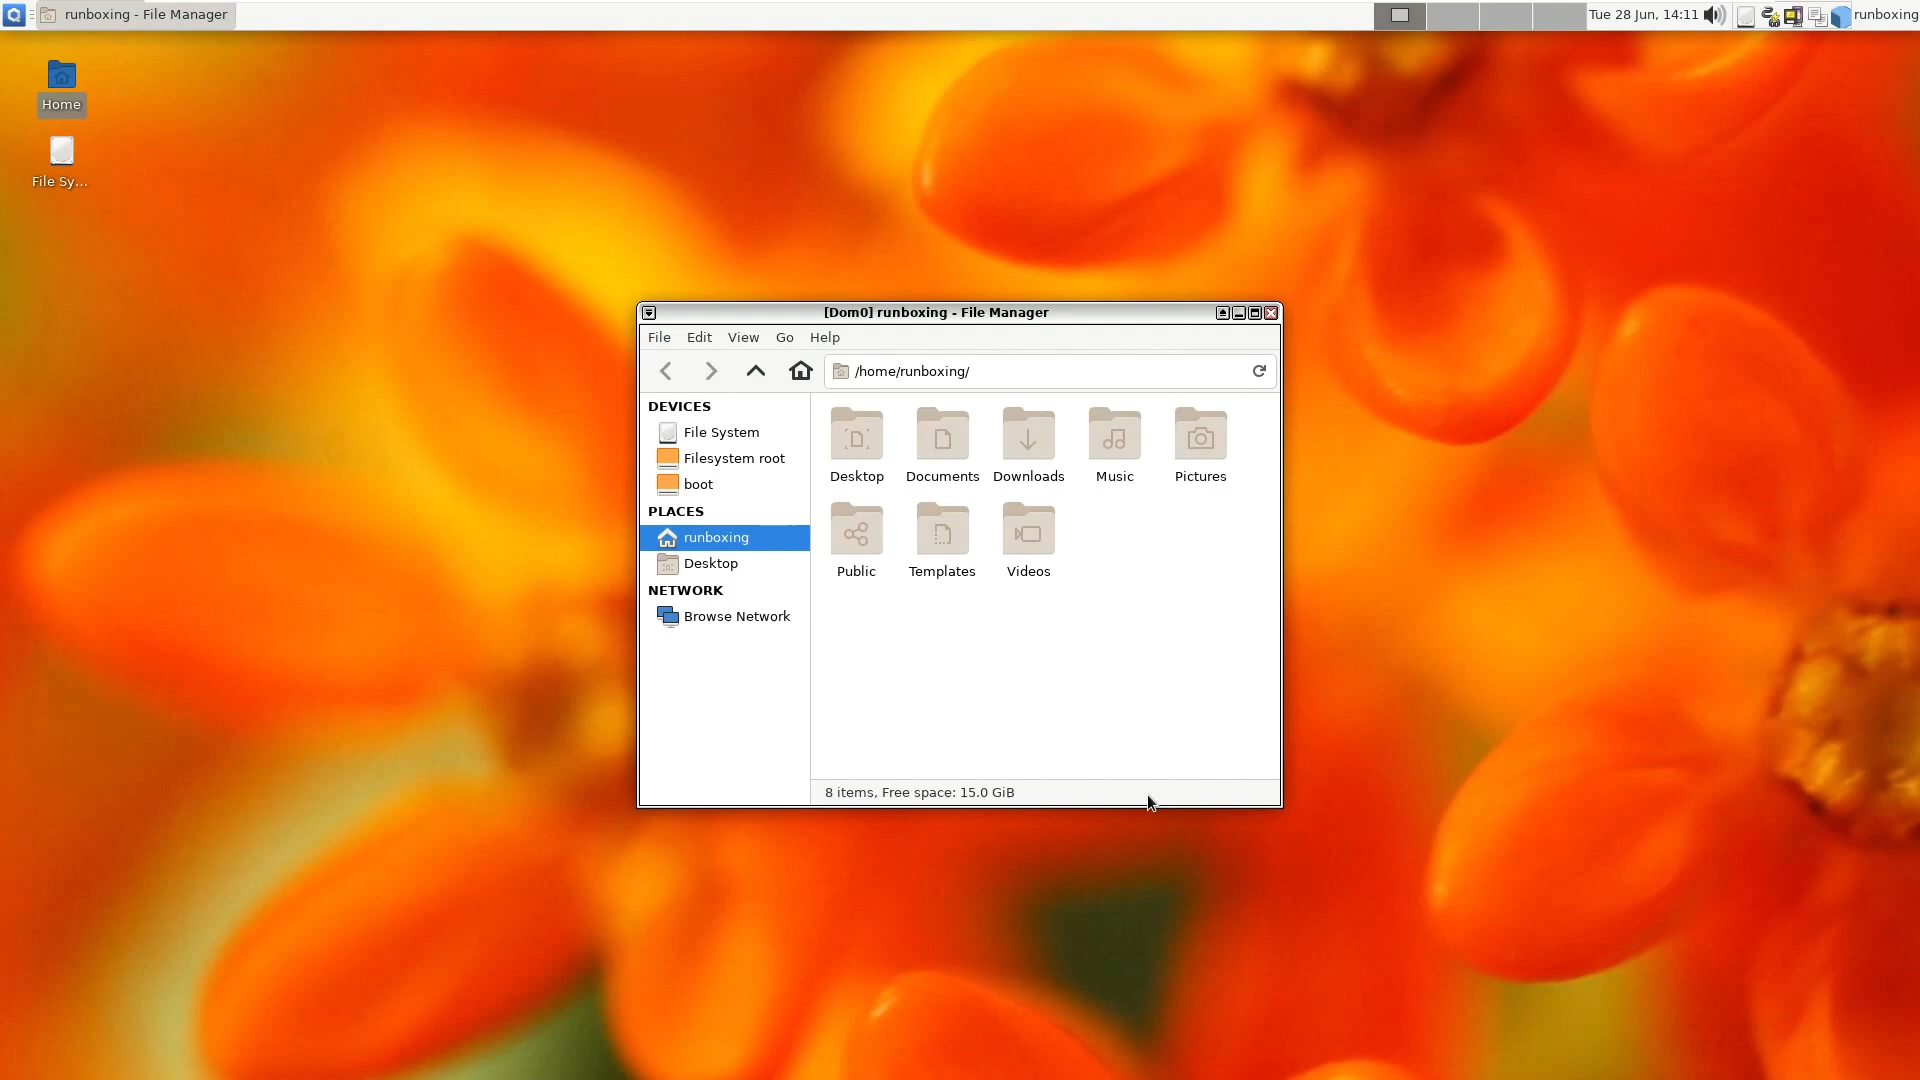 runboxing - File Manager
Tue 28 Jun, 14:11
runboxing
Home
File Sy...
[Dom0] runboxing - File Manager
File Edit View Go Help
/home/runboxing/
DEVICES
File System
Filesystem root
boot
PLACES
runboxing
Desktop
NETWORK
Browse Network
Desktop Documents Downloads Music Pictures
Public Templates Videos
8 items, Free space: 15.0 GiB